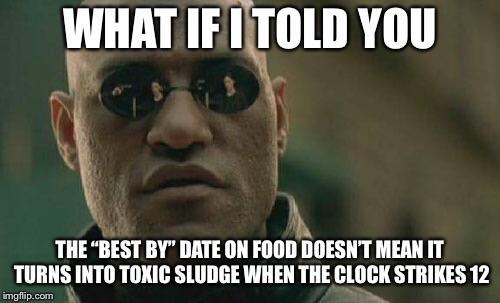 WHAT IF I TOLD YOU
THE “BEST BY” DATE ON FOOD DOESN’T MEAN IT
TURNS INTO TOXIC SLUDGE WHEN THE CLOCK STRIKES 12
imgflip.com